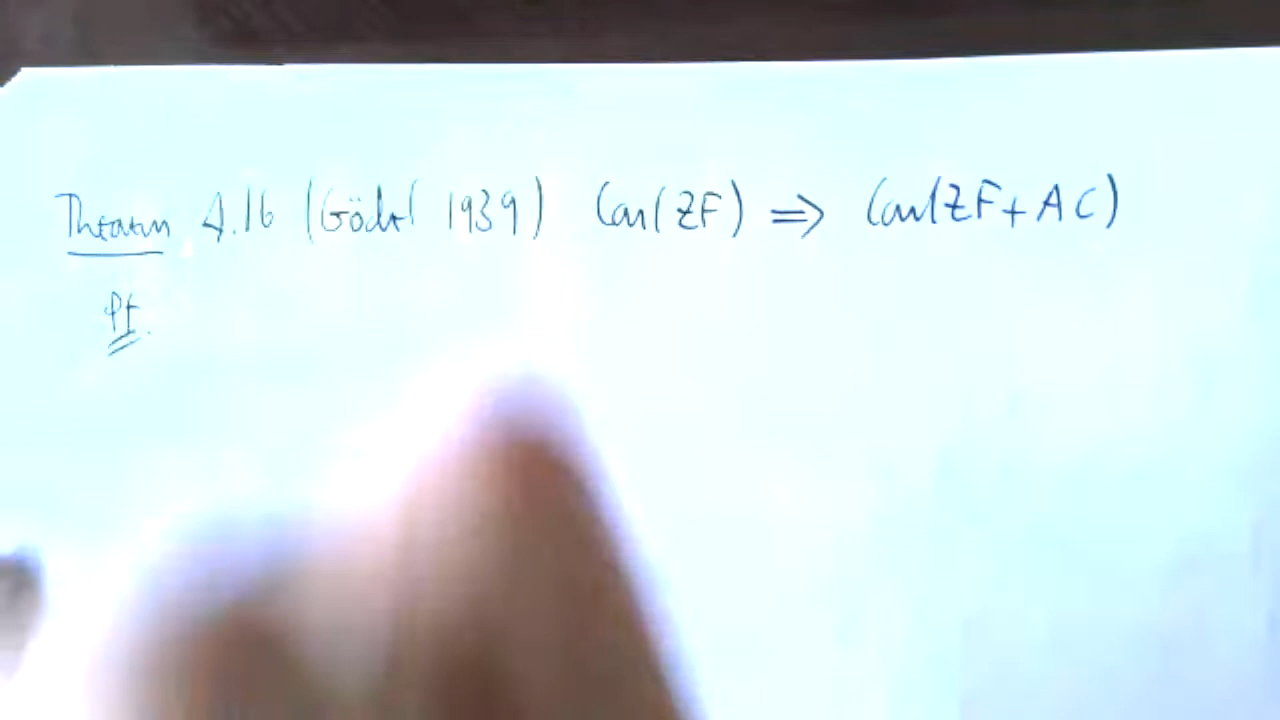 Theorem 4.16 (Gödel 1939) Con(ZF) ⇒ Con(ZF+AC)
Pf.